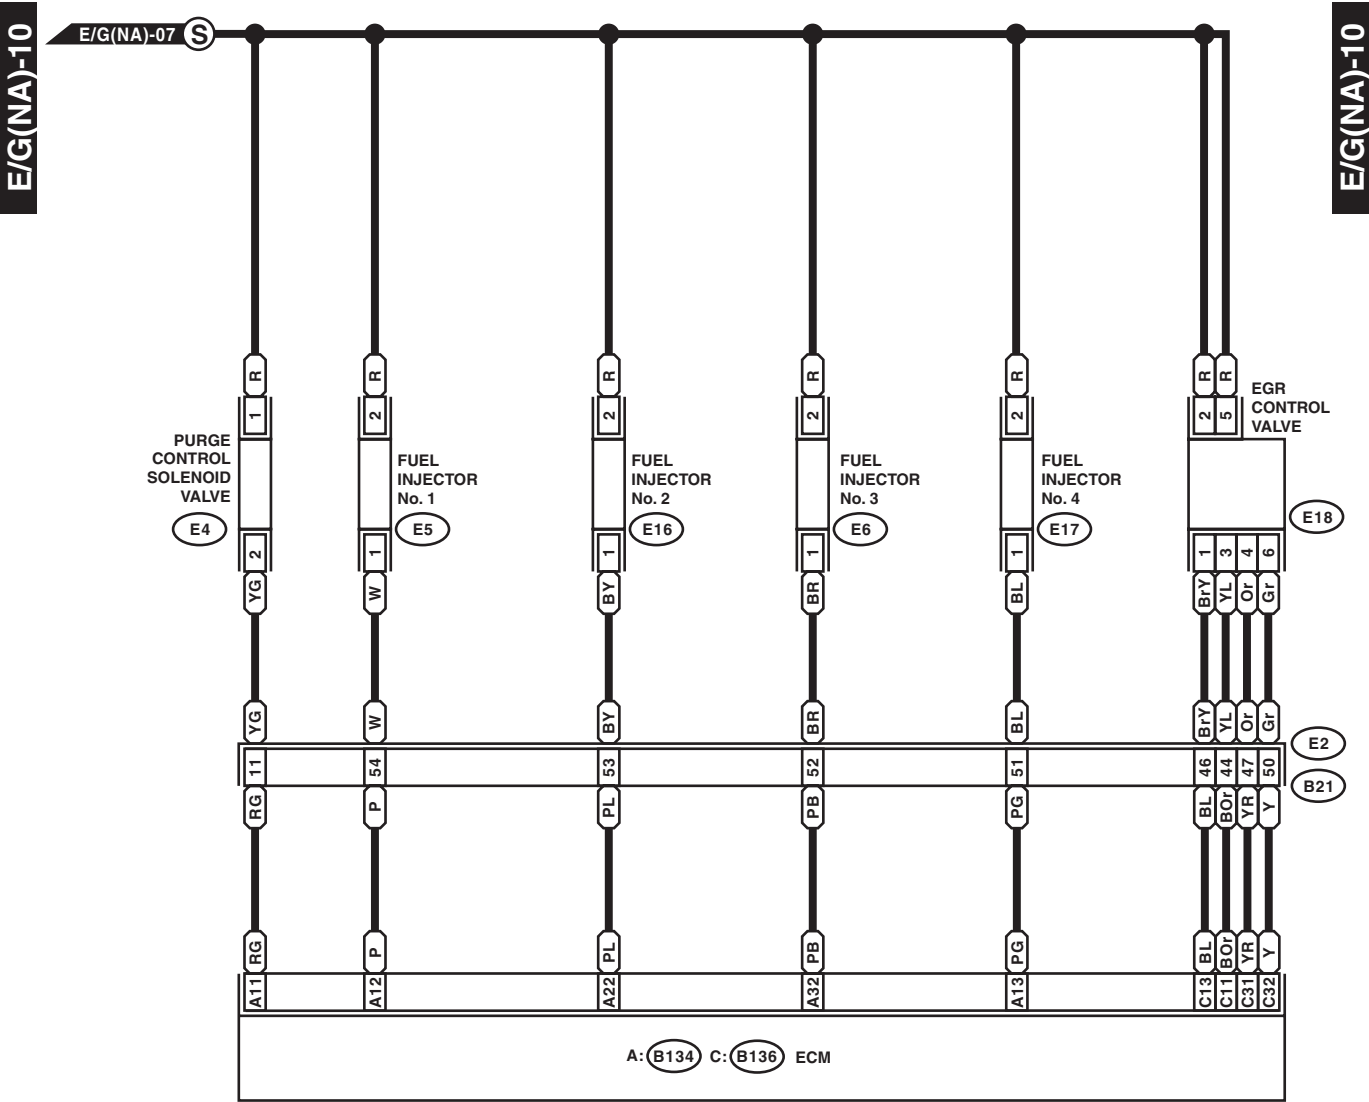 E/G(NA)-10
E/G(NA)-10
E/G(NA)-07 S
R R R R R R R
1 2 2 2 2 2 5
PURGE
CONTROL
SOLENOID
VALVE
E4
FUEL
INJECTOR
No. 1
E5
FUEL
INJECTOR
No. 2
E16
FUEL
INJECTOR
No. 3
E6
FUEL
INJECTOR
No. 4
E17
EGR
CONTROL
VALVE
E18
2 1 1 1 1 1 3 4 6
YG W BY BR BL BrY YL Or Gr
YG W BY BR BL BrY YL Or Gr
E2
11 54 53 52 51 46 44 47 50
B21
RG P PL PB PG BL BOr YR Y
RG P PL PB PG BL BOr YR Y
A11 A12 A22 A32 A13 C13 C11 C31 C32
A: B134 C: B136 ECM